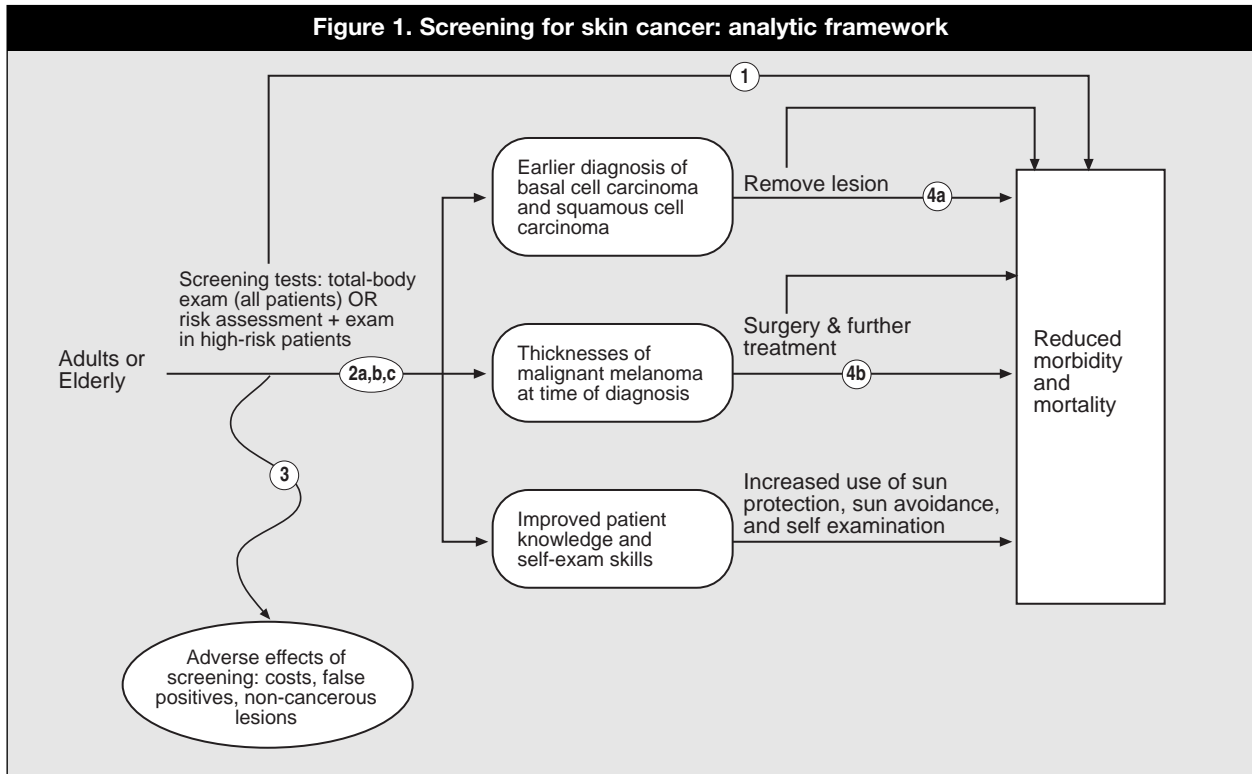 Figure 1. Screening for skin cancer: analytic framework
1
Earlier diagnosis of
basal cell carcinoma
and squamous cell
carcinoma
Remove lesion
4a
Screening tests: total-body
exam (all patients) OR
risk assessment + exam
in high-risk patients
Adults or
Elderly
2a,b,c
Thicknesses of
malignant melanoma
at time of diagnosis
Surgery & further
treatment
4b
Reduced
morbidity
and
mortality
3
Improved patient
knowledge and
self-exam skills
Increased use of sun
protection, sun avoidance,
and self examination
Adverse effects of
screening: costs, false
positives, non-cancerous
lesions